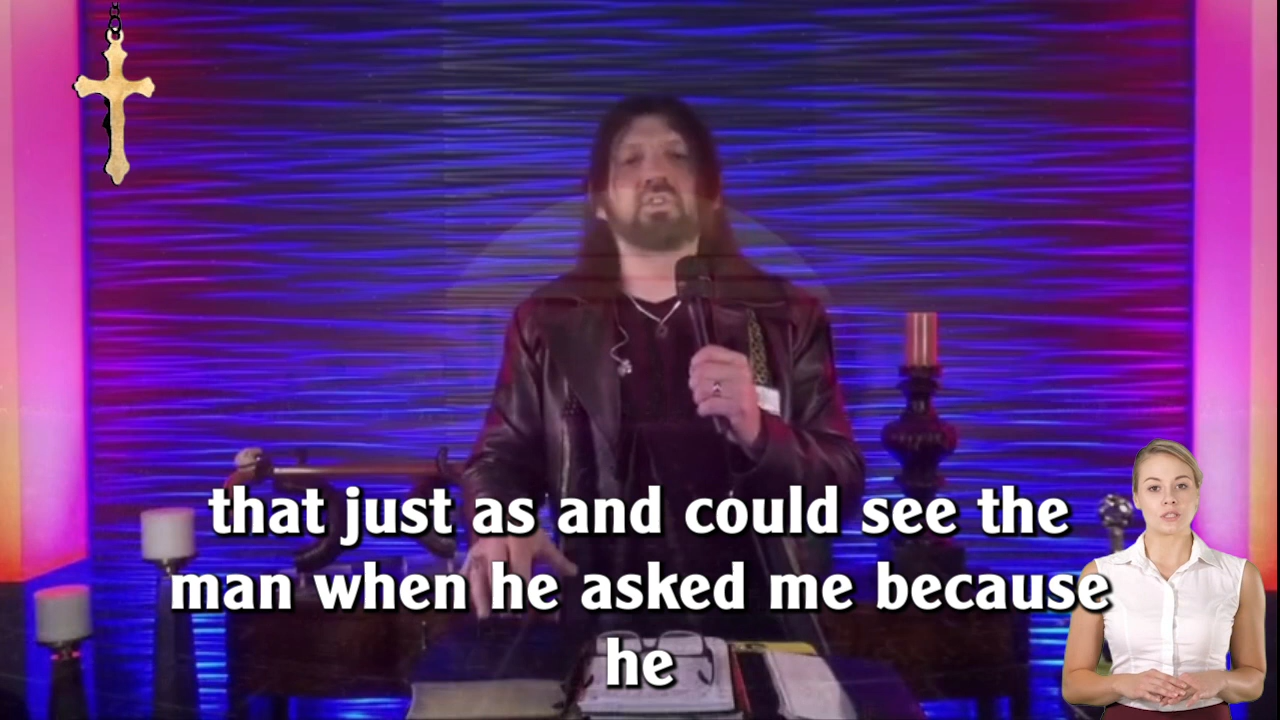 that just as and could see the
man when he asked me because
he